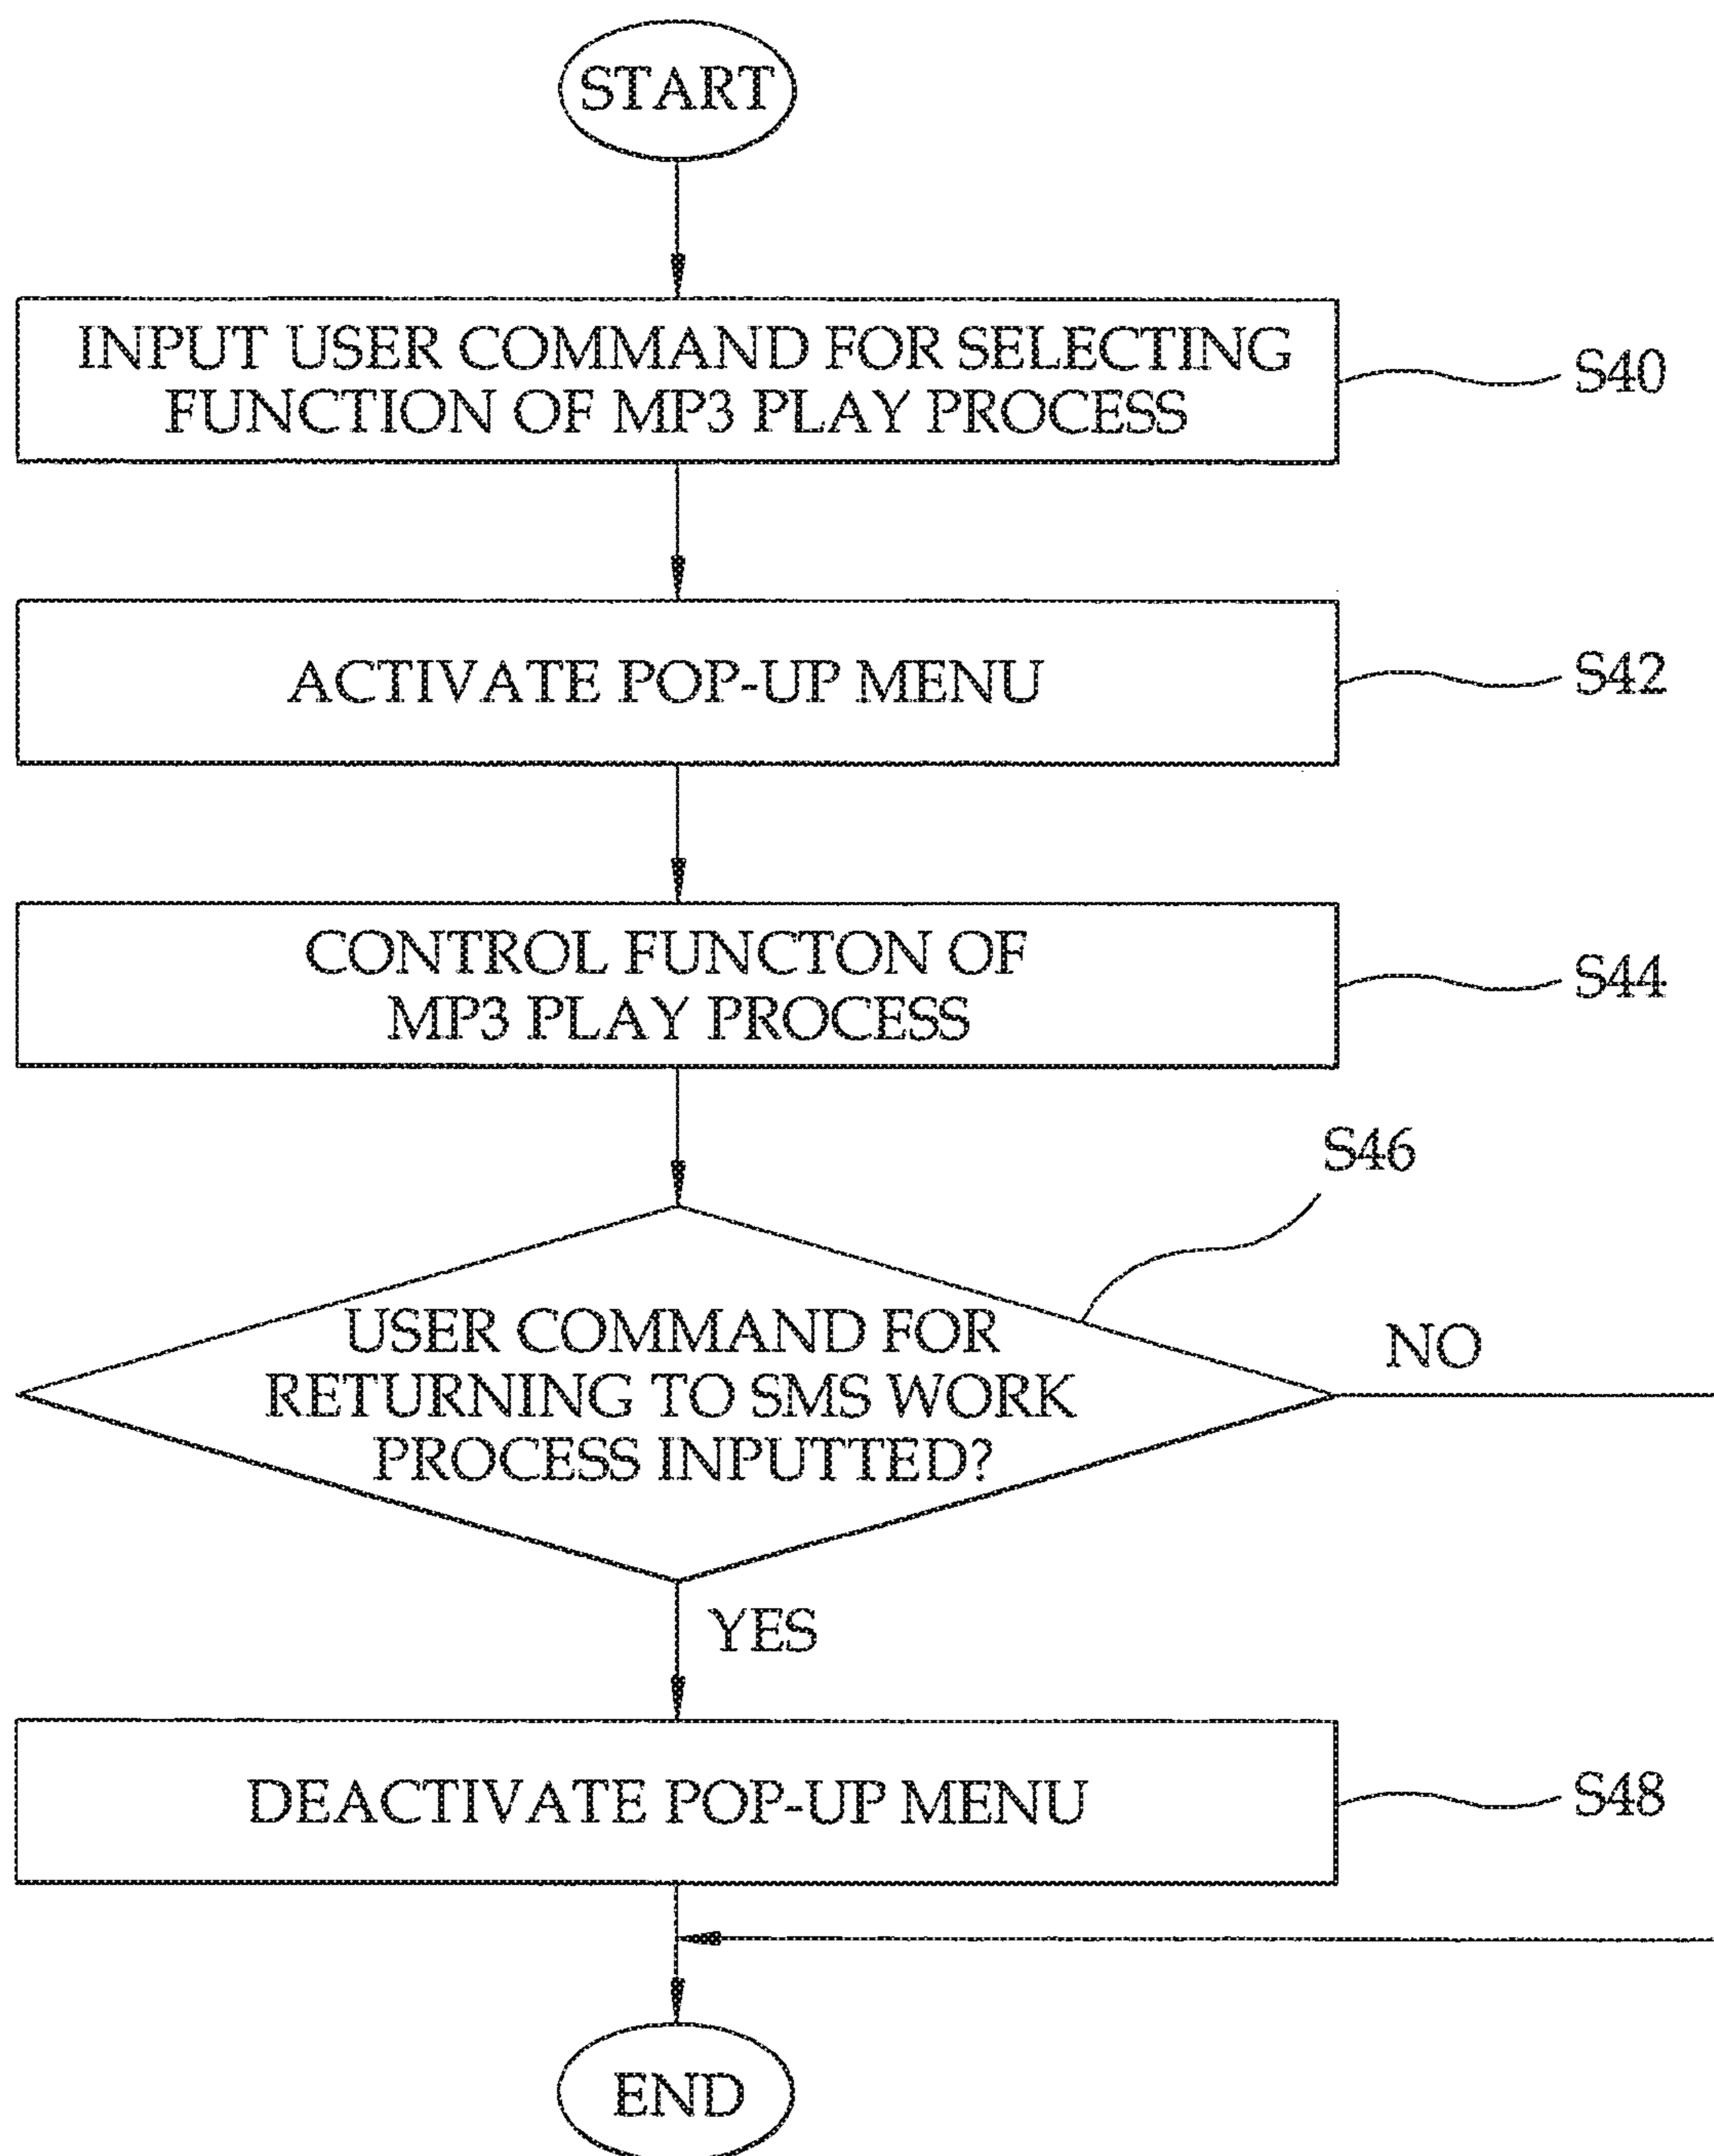 START
INPUT USER COMMAND FOR SELECTING
FUNCTION OF MP3 PLAY PROCESS
S40
ACTIVATE POP-UP MENU
S42
CONTROL FUNCTON OF
MP3 PLAY PROCESS
S44
S46
USER COMMAND FOR
RETURNING TO SMS WORK
PROCESS INPUTTED?
NO
YES
DEACTIVATE POP-UP MENU
S48
END